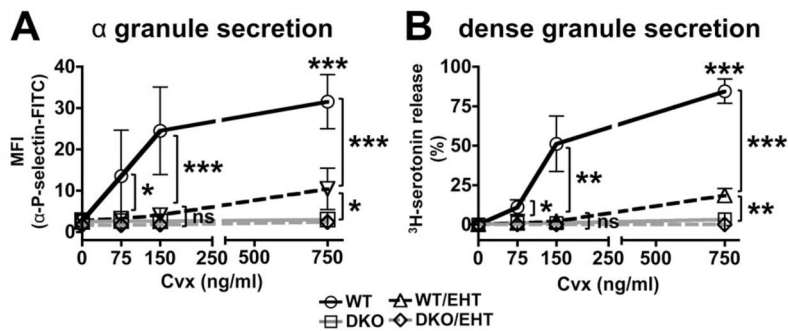 A α granule secretion
MFI
(α-P-selectin-FITC)
40
30
20
10
0
***
*
***
ns
***
*
0 75 150 250 500 750
Cvx (ng/ml)
B dense granule secretion
³H-serotonin release
(%)
100
75
50
25
0
***
*
**
ns
***
**
0 75 150 250 500 750
Cvx (ng/ml)
WT WT/EHT
DKO DKO/EHT